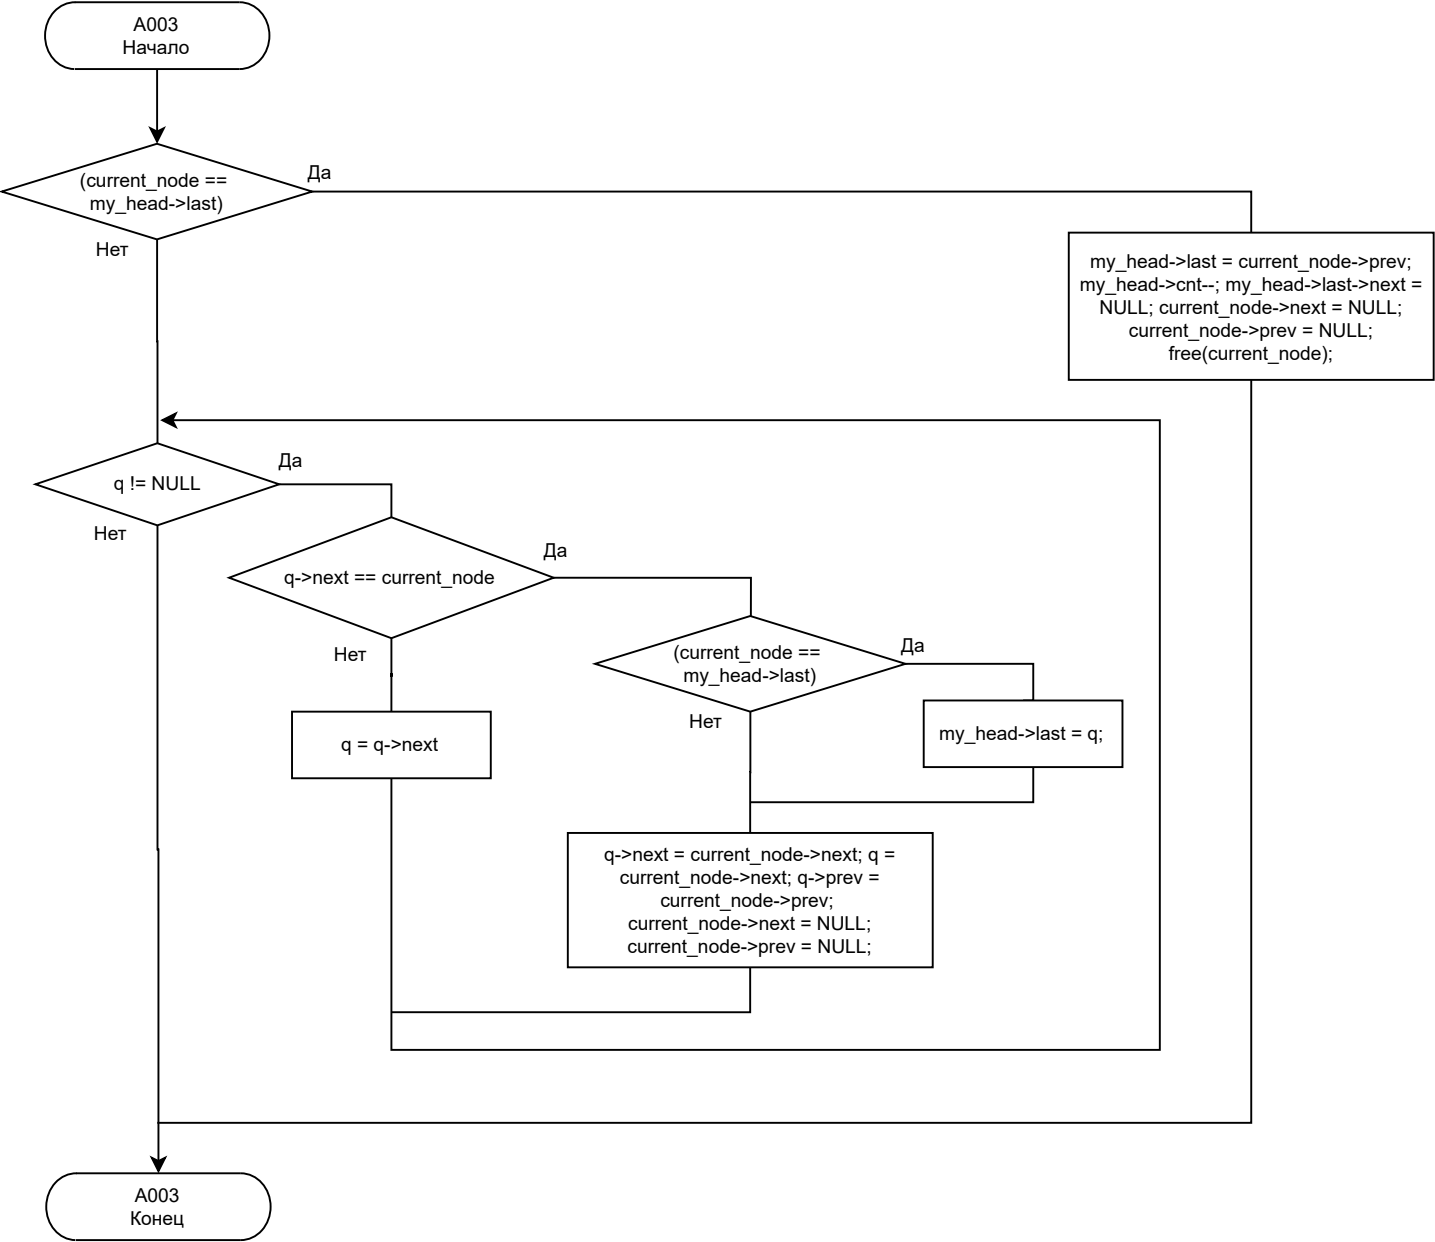 A003
Начало
(current_node ==
my_head->last)
Да
Нет
my_head->last = current_node->prev;
my_head->cnt--; my_head->last->next =
NULL; current_node->next = NULL;
current_node->prev = NULL;
free(current_node);
q != NULL
Да
Нет
q->next == current_node
Да
Нет
(current_node ==
my_head->last)
Да
Нет
q = q->next
my_head->last = q;
q->next = current_node->next; q =
current_node->next; q->prev =
current_node->prev;
current_node->next = NULL;
current_node->prev = NULL;
A003
Конец